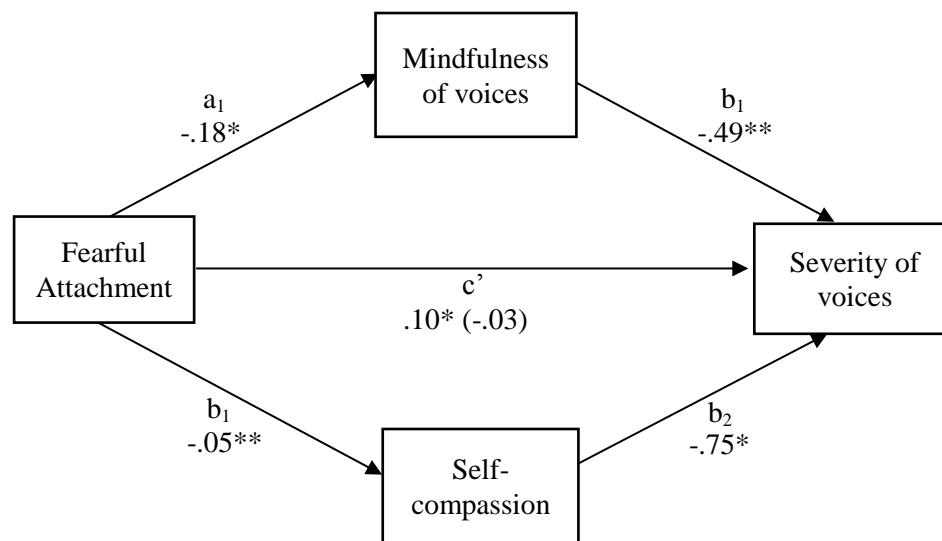 Mindfulness
of voices
a₁
-.18*
b₁
-.49**
Fearful
Attachment
Severity of
voices
c’
.10* (-.03)
b₁
-.05**
b₂
-.75*
Self-
compassion